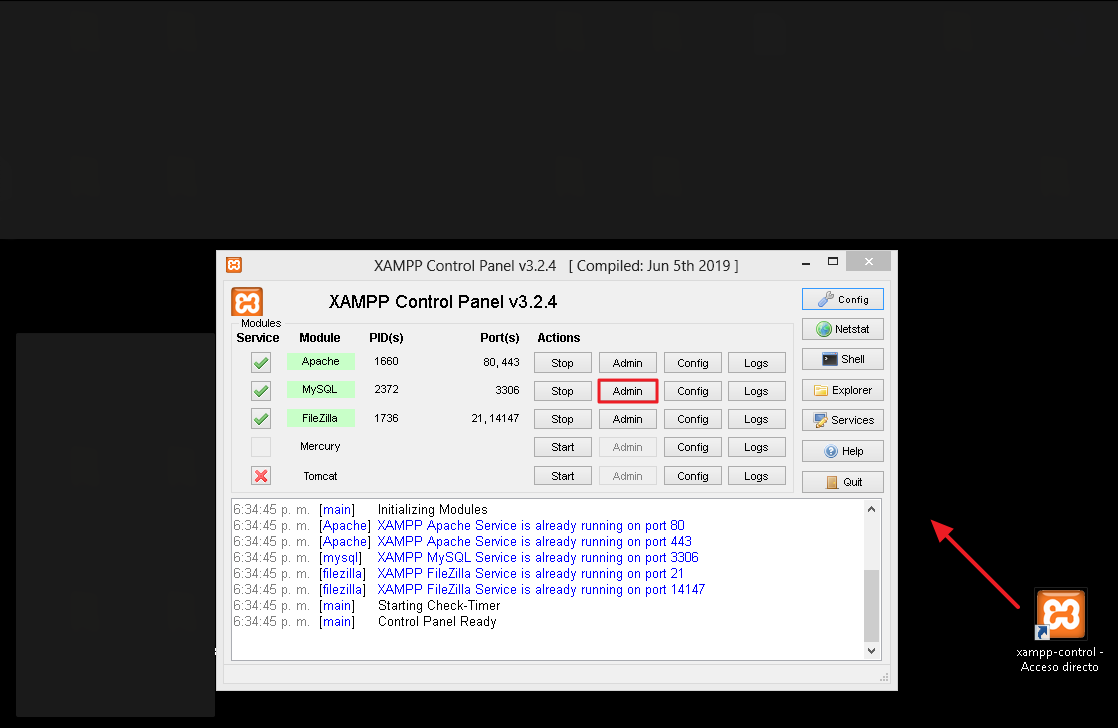 XAMPP Control Panel v3.2.4 [ Compiled: Jun 5th 2019 ]
XAMPP Control Panel v3.2.4
Config
Modules
Service Module PID(s) Port(s) Actions
Netstat
Apache 1660 80, 443 Stop Admin Config Logs
Shell
MySQL 2372 3306 Stop Admin Config Logs
Explorer
FileZilla 1736 21, 14147 Stop Admin Config Logs
Services
Mercury Start Admin Config Logs
Help
Tomcat Start Admin Config Logs
Quit
6:34:45 p. m. [main] Initializing Modules
6:34:45 p. m. [Apache] XAMPP Apache Service is already running on port 80
6:34:45 p. m. [Apache] XAMPP Apache Service is already running on port 443
6:34:45 p. m. [mysql] XAMPP MySQL Service is already running on port 3306
6:34:45 p. m. [filezilla] XAMPP FileZilla Service is already running on port 21
6:34:45 p. m. [filezilla] XAMPP FileZilla Service is already running on port 14147
6:34:45 p. m. [main] Starting Check-Timer
6:34:45 p. m. [main] Control Panel Ready
xampp-control -
Acceso directo